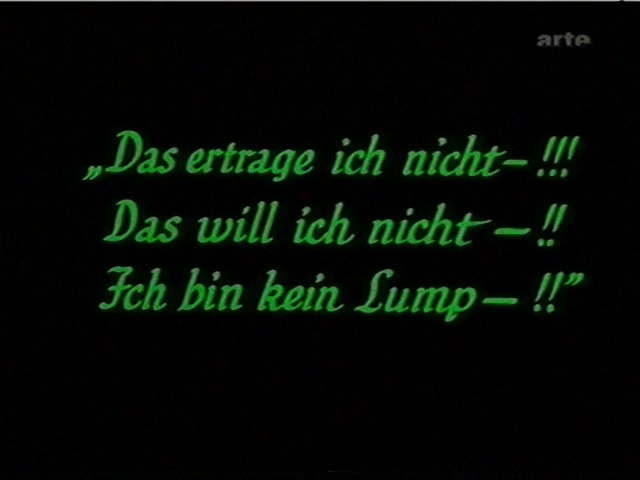 arte
„Das ertrage ich nicht — !!!
Das will ich nicht — !!
Ich bin kein Lump — !!”